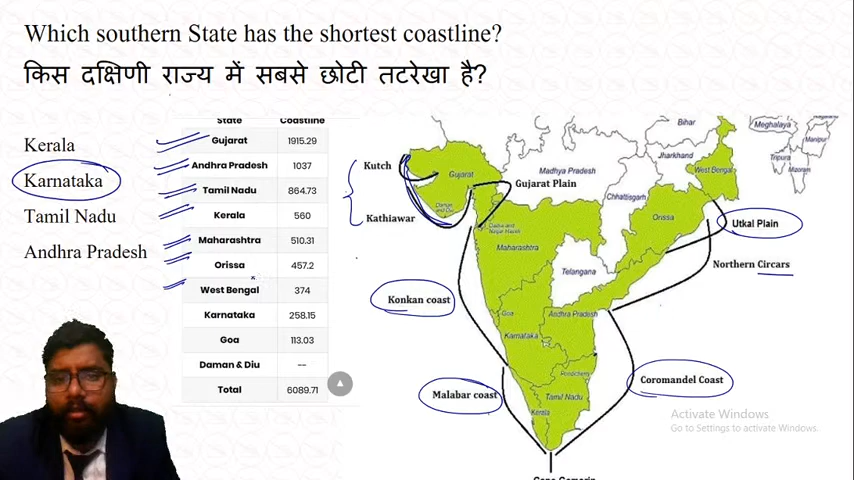 Which southern State has the shortest coastline?
किस दक्षिणी राज्य में सबसे छोटी तटरेखा है?
Kerala
Karnataka
Tamil Nadu
Andhra Pradesh
State Coastline
Gujarat 1915.29
Andhra Pradesh 1037
Tamil Nadu 864.73
Kerala 560
Maharashtra 510.31
Orissa 457.2
West Bengal 374
Karnataka 258.15
Goa 113.03
Daman & Diu --
Total 6089.71
Kutch
Kathiawar
Gujarat Plain
Konkan coast
Malabar coast
Utkal Plain
Northern Circars
Coromandel Coast
Bihar
Meghalaya
Manipur
Tripura
Mizoram
Jharkhand
West Bengal
Madhya Pradesh
Gujarat
Chhattisgarh
Orissa
Maharashtra
Telangana
Goa
Andhra Pradesh
Karnataka
Tamil Nadu
Kerala
Activate Windows
Go to Settings to activate Windows.